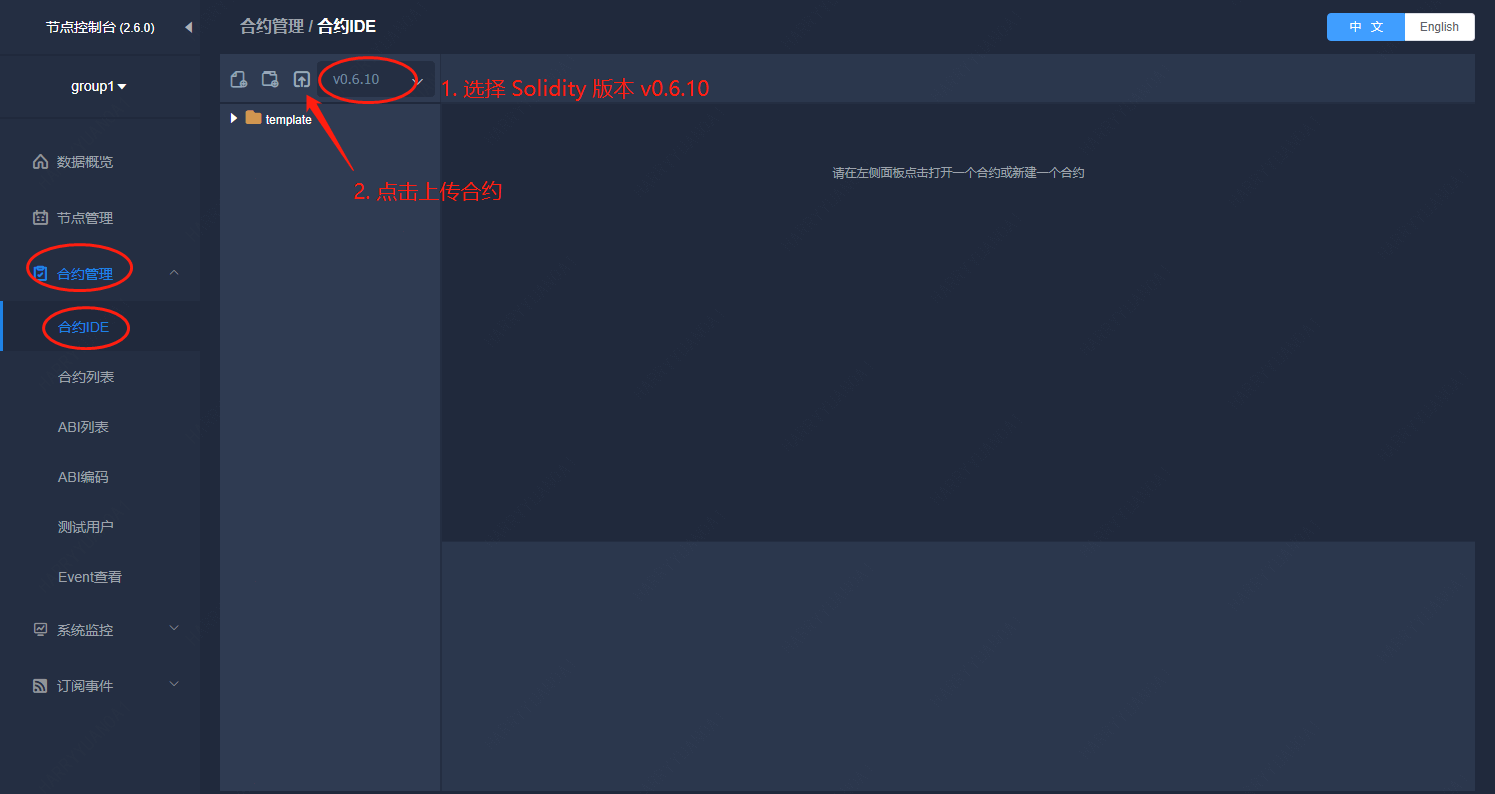 节点控制台 (2.6.0)
合约管理 / 合约IDE
中 文
English
group1
v0.6.10
1. 选择 Solidity 版本 v0.6.10
template
2. 点击上传合约
请在左侧面板点击打开一个合约或新建一个合约
数据概览
节点管理
合约管理
合约IDE
合约列表
ABI列表
ABI编码
测试用户
Event查看
系统监控
订阅事件